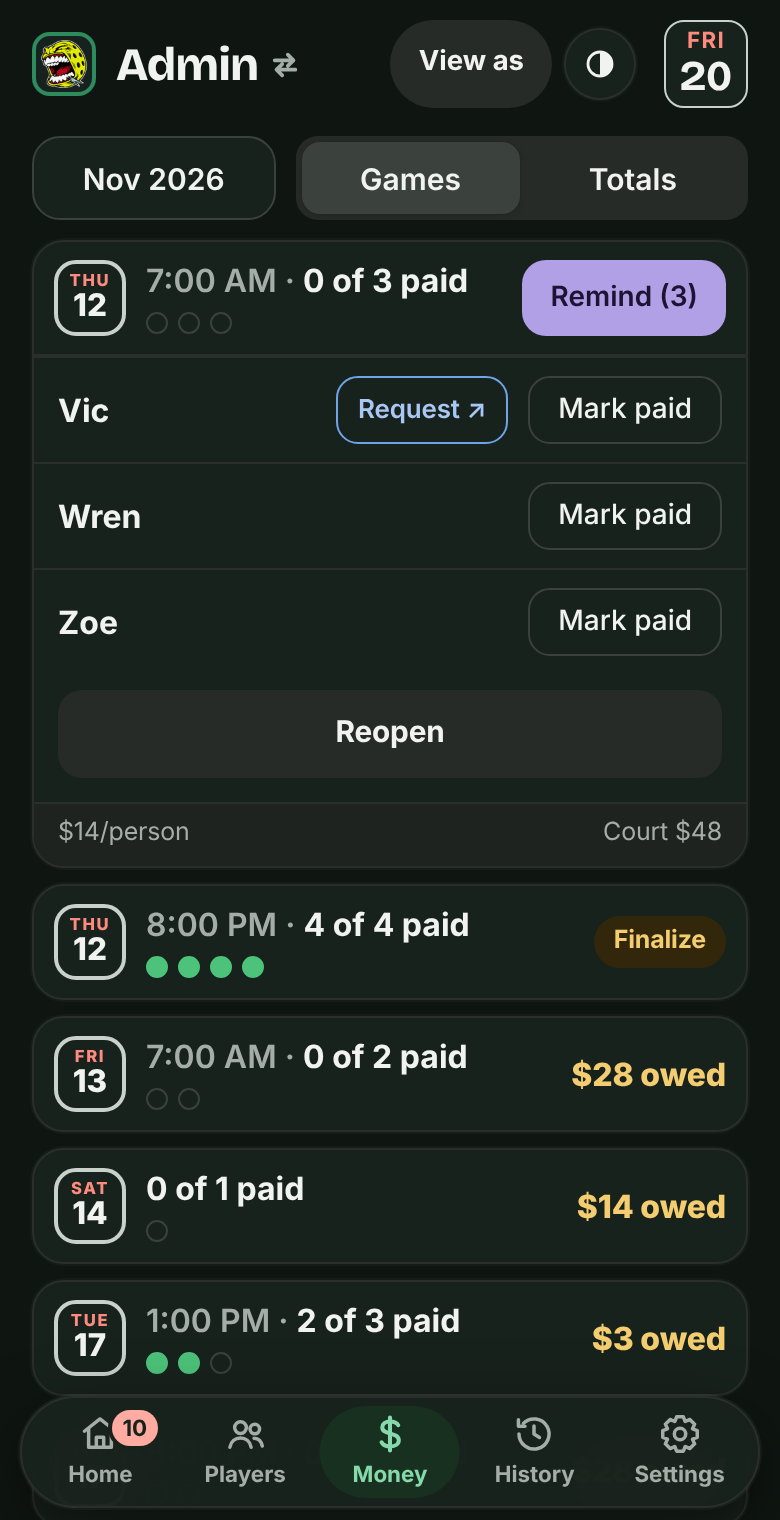 Admin
View as
FRI
20
Nov 2026
Games
Totals
THU
12
7:00 AM · 0 of 3 paid
Remind (3)
Vic
Request ↗
Mark paid
Wren
Mark paid
Zoe
Mark paid
Reopen
$14/person
Court $48
THU
12
8:00 PM · 4 of 4 paid
Finalize
FRI
13
7:00 AM · 0 of 2 paid
$28 owed
SAT
14
0 of 1 paid
$14 owed
TUE
17
1:00 PM · 2 of 3 paid
$3 owed
10
Home
Players
$
Money
History
Settings